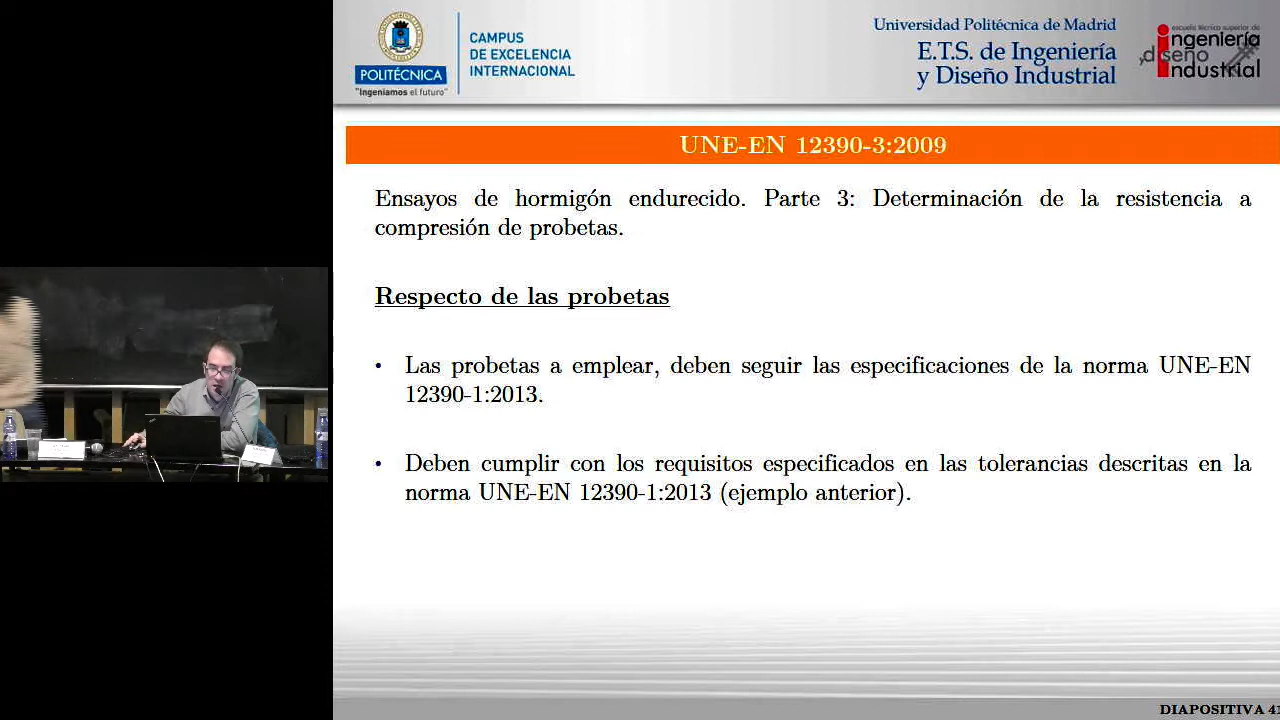 POLITÉCNICA
"Ingeniamos el futuro"
CAMPUS
DE EXCELENCIA
INTERNACIONAL
Universidad Politécnica de Madrid
E.T.S. de Ingeniería
y Diseño Industrial
escuela técnica superior de
ingeniería
y diseño
industrial
UNE-EN 12390-3:2009
Ensayos de hormigón endurecido. Parte 3: Determinación de la resistencia a
compresión de probetas.
Respecto de las probetas
• Las probetas a emplear, deben seguir las especificaciones de la norma UNE-EN
12390-1:2013.
• Deben cumplir con los requisitos especificados en las tolerancias descritas en la
norma UNE-EN 12390-1:2013 (ejemplo anterior).
DIAPOSITIVA